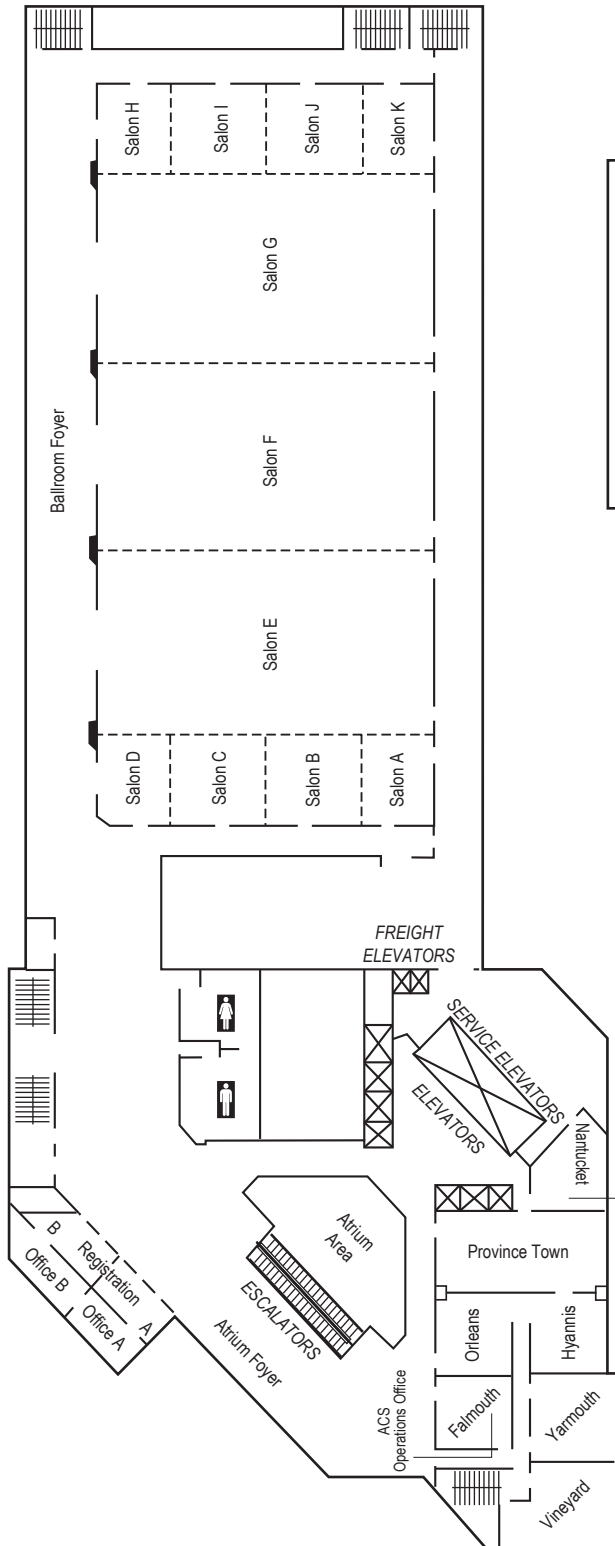 Salon H
Salon I
Salon J
Salon K
Salon G
Ballroom Foyer
Salon F
Salon E
Salon D
Salon C
Salon B
Salon A
FREIGHT
ELEVATORS
SERVICE ELEVATORS
ELEVATORS
Nantucket
Atrium
Area
Province Town
B
Registration
A
Office B
Office A
ESCALATORS
Atrium Foyer
Orleans
Hyannis
ACS
Operations Office
Falmouth
Yarmouth
Vineyard